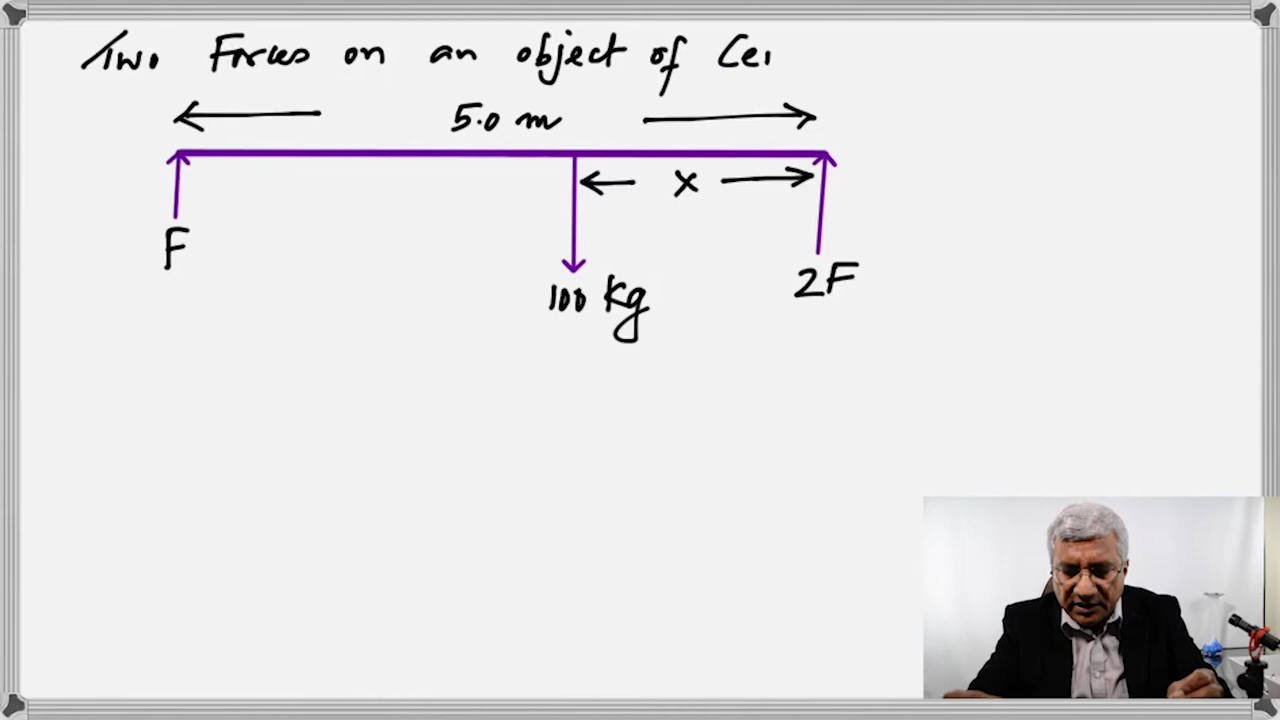 Two Forces on an object of Cei
5.0 m
x
F
100 Kg
2F